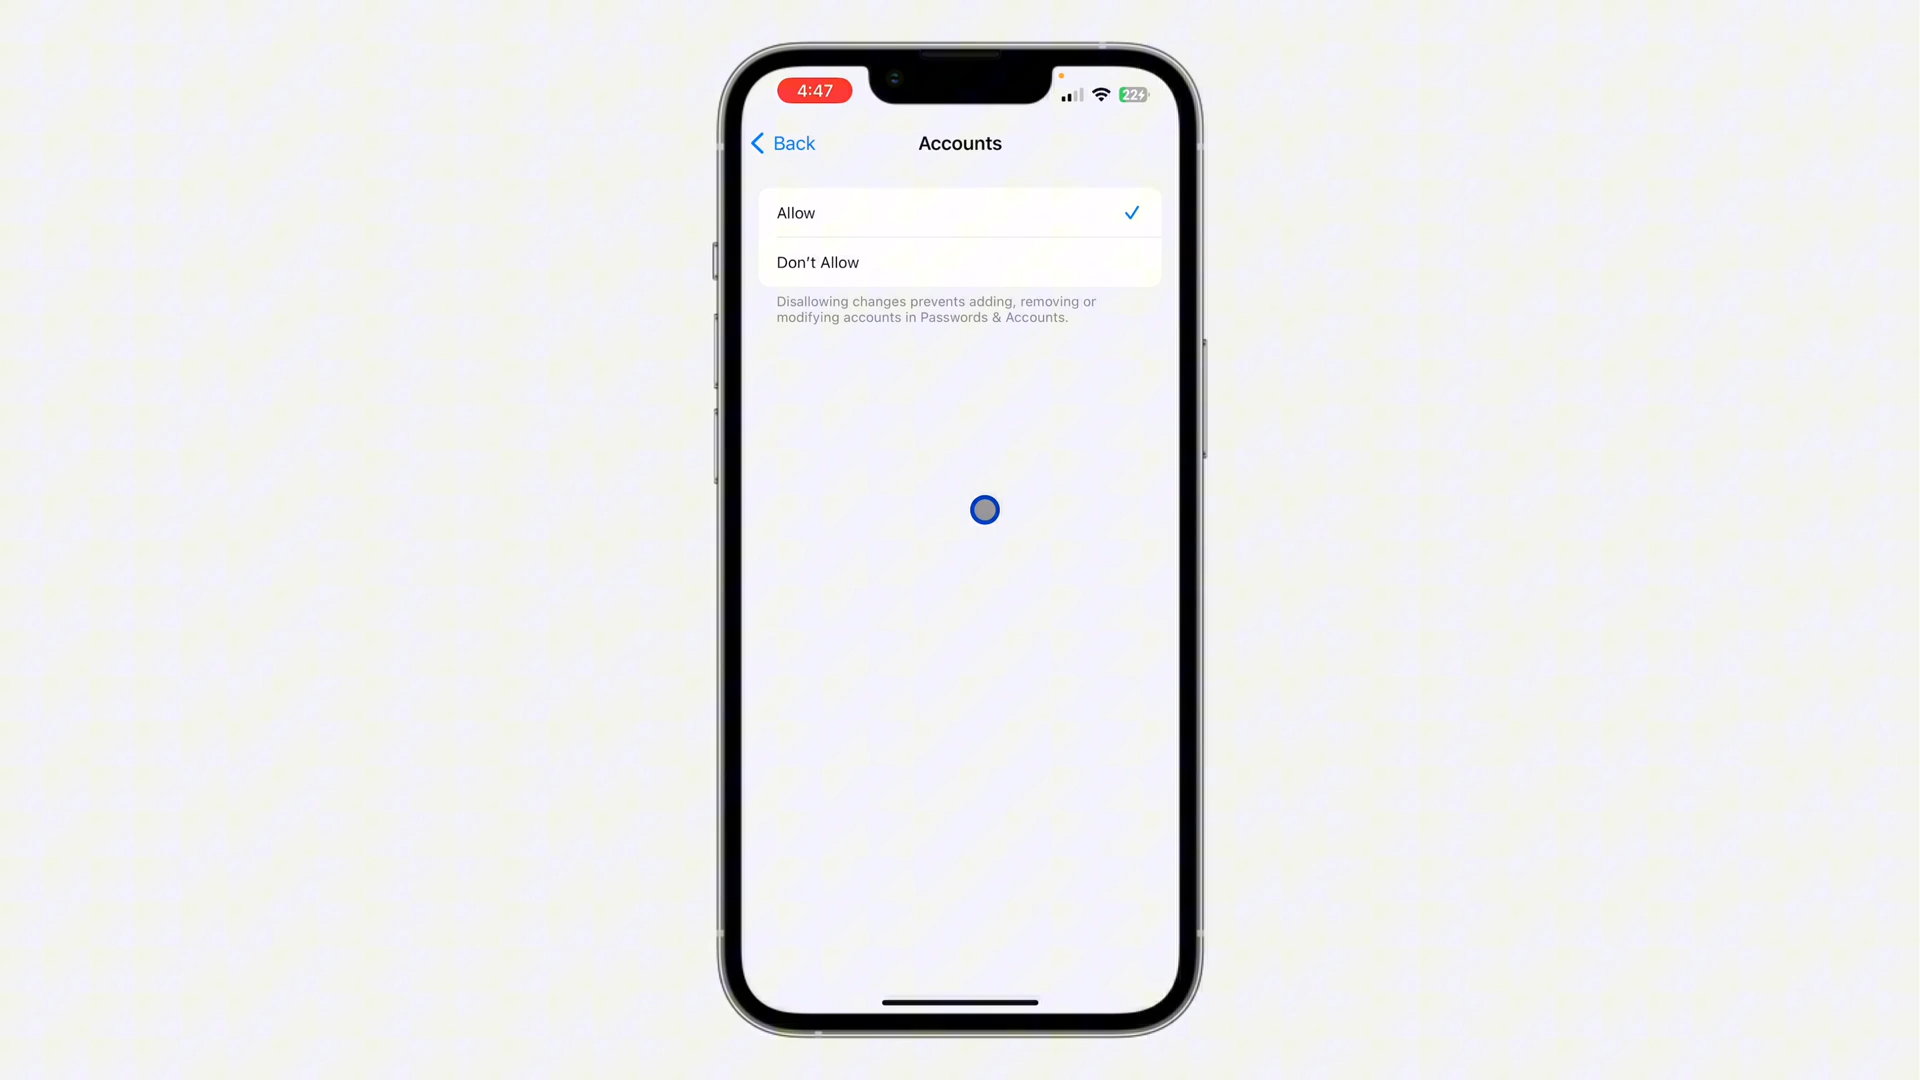 4:47
22
Back
Accounts
Allow
Don’t Allow
Disallowing changes prevents adding, removing or
modifying accounts in Passwords & Accounts.